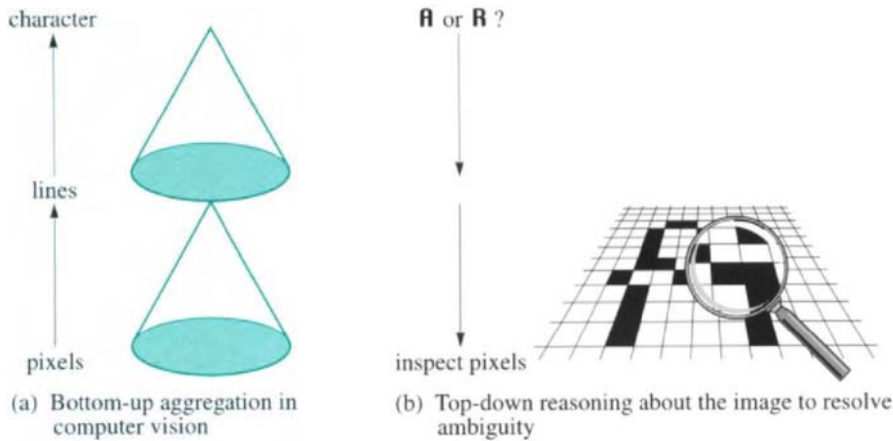 character
lines
pixels
(a) Bottom-up aggregation in
computer vision
A or R ?
inspect pixels
(b) Top-down reasoning about the image to resolve
ambiguity